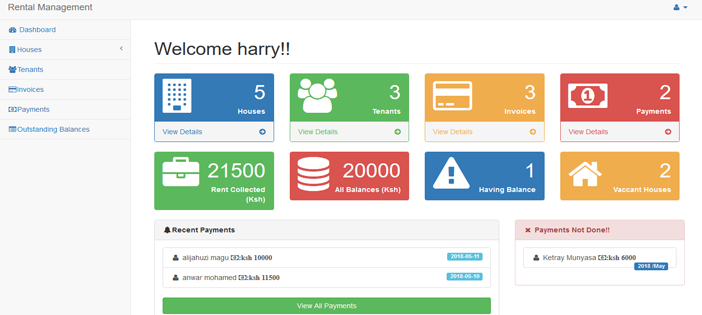 Rental Management
Dashboard
Houses
Tenants
Invoices
Payments
Outstanding Balances
Welcome harry!!
5
Houses
View Details
3
Tenants
View Details
3
Invoices
View Details
2
Payments
View Details
21500
Rent Collected
(Ksh)
20000
All Balances (Ksh)
1
Having Balance
2
Vaccant Houses
Recent Payments
alijahuzi magu :ksh 10000 2018-05-11
anwar mohamed :ksh 11500 2018-05-10
View All Payments
Payments Not Done!!
Ketray Munyasa :ksh 6000
2018 /May